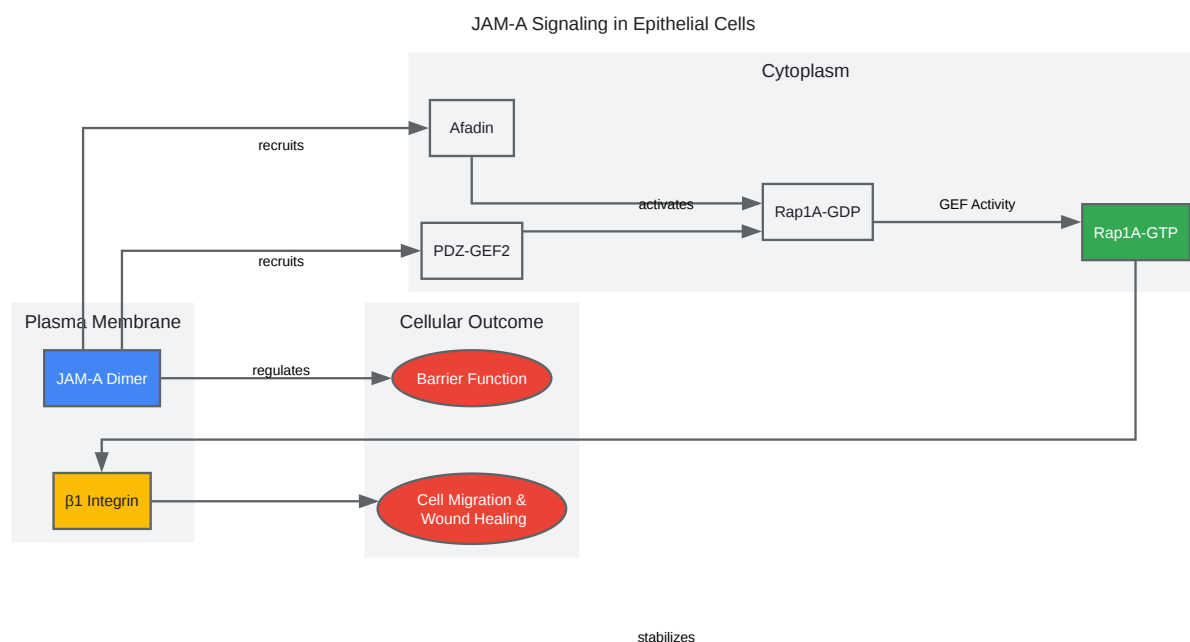 JAM-A Signaling in Epithelial Cells
Cytoplasm
Afadin
recruits
activates
Rap1A-GDP
GEF Activity
Rap1A-GTP
PDZ-GEF2
recruits
Plasma Membrane
Cellular Outcome
JAM-A Dimer
regulates
Barrier Function
β1 Integrin
Cell Migration &
Wound Healing
stabilizes